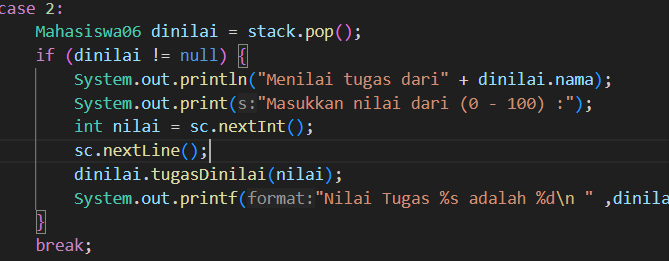 case 2:
Mahasiswa06 dinilai = stack.pop();
if (dinilai != null) {
System.out.println("Menilai tugas dari" + dinilai.nama);
System.out.print(s:"Masukkan nilai dari (0 - 100) :");
int nilai = sc.nextInt();
sc.nextLine();
dinilai.tugasDinilai(nilai);
System.out.printf(format:"Nilai Tugas %s adalah %d\n " ,dinila
}
break;